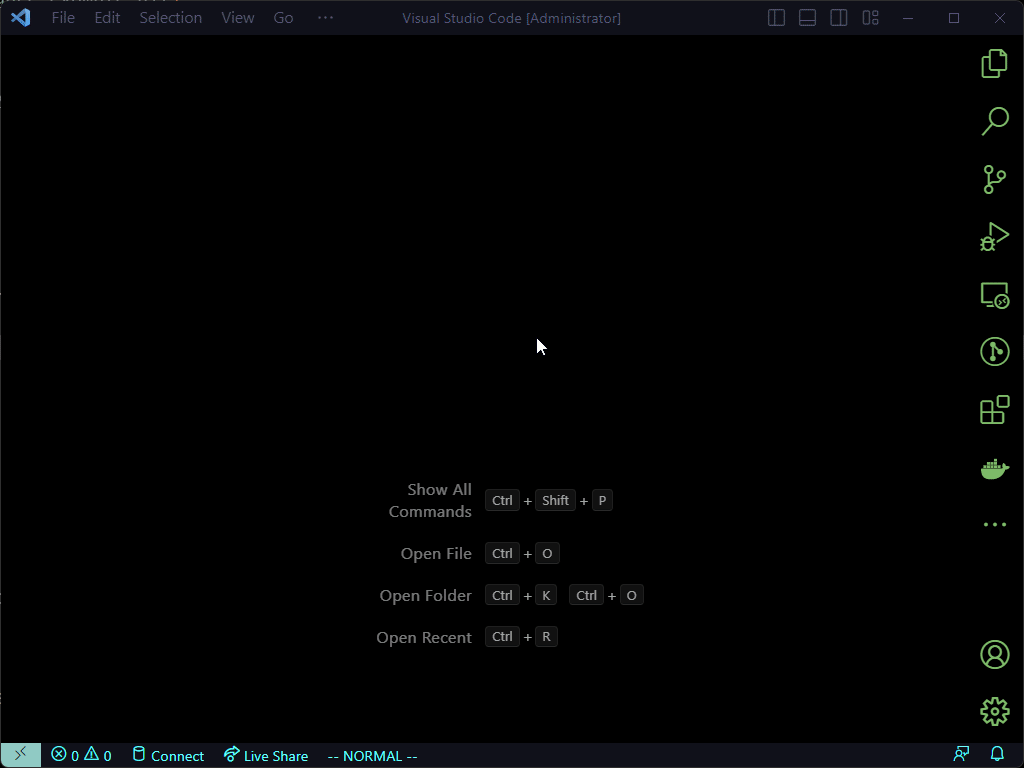 File Edit Selection View Go ··· Visual Studio Code [Administrator]
Show All
Commands Ctrl + Shift + P
Open File Ctrl + O
Open Folder Ctrl + K Ctrl + O
Open Recent Ctrl + R
0 0 Connect Live Share -- NORMAL --